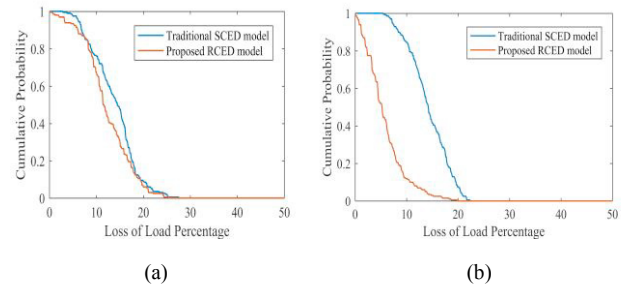 1
0.8
0.6
0.4
0.2
0
Cumulative Probability
Traditional SCED model
Proposed RCED model
0 10 20 30 40 50
Loss of Load Percentage
(a)
1
0.8
0.6
0.4
0.2
0
Cumulative Probability
Traditional SCED model
Proposed RCED model
0 10 20 30 40 50
Loss of Load Percentage
(b)